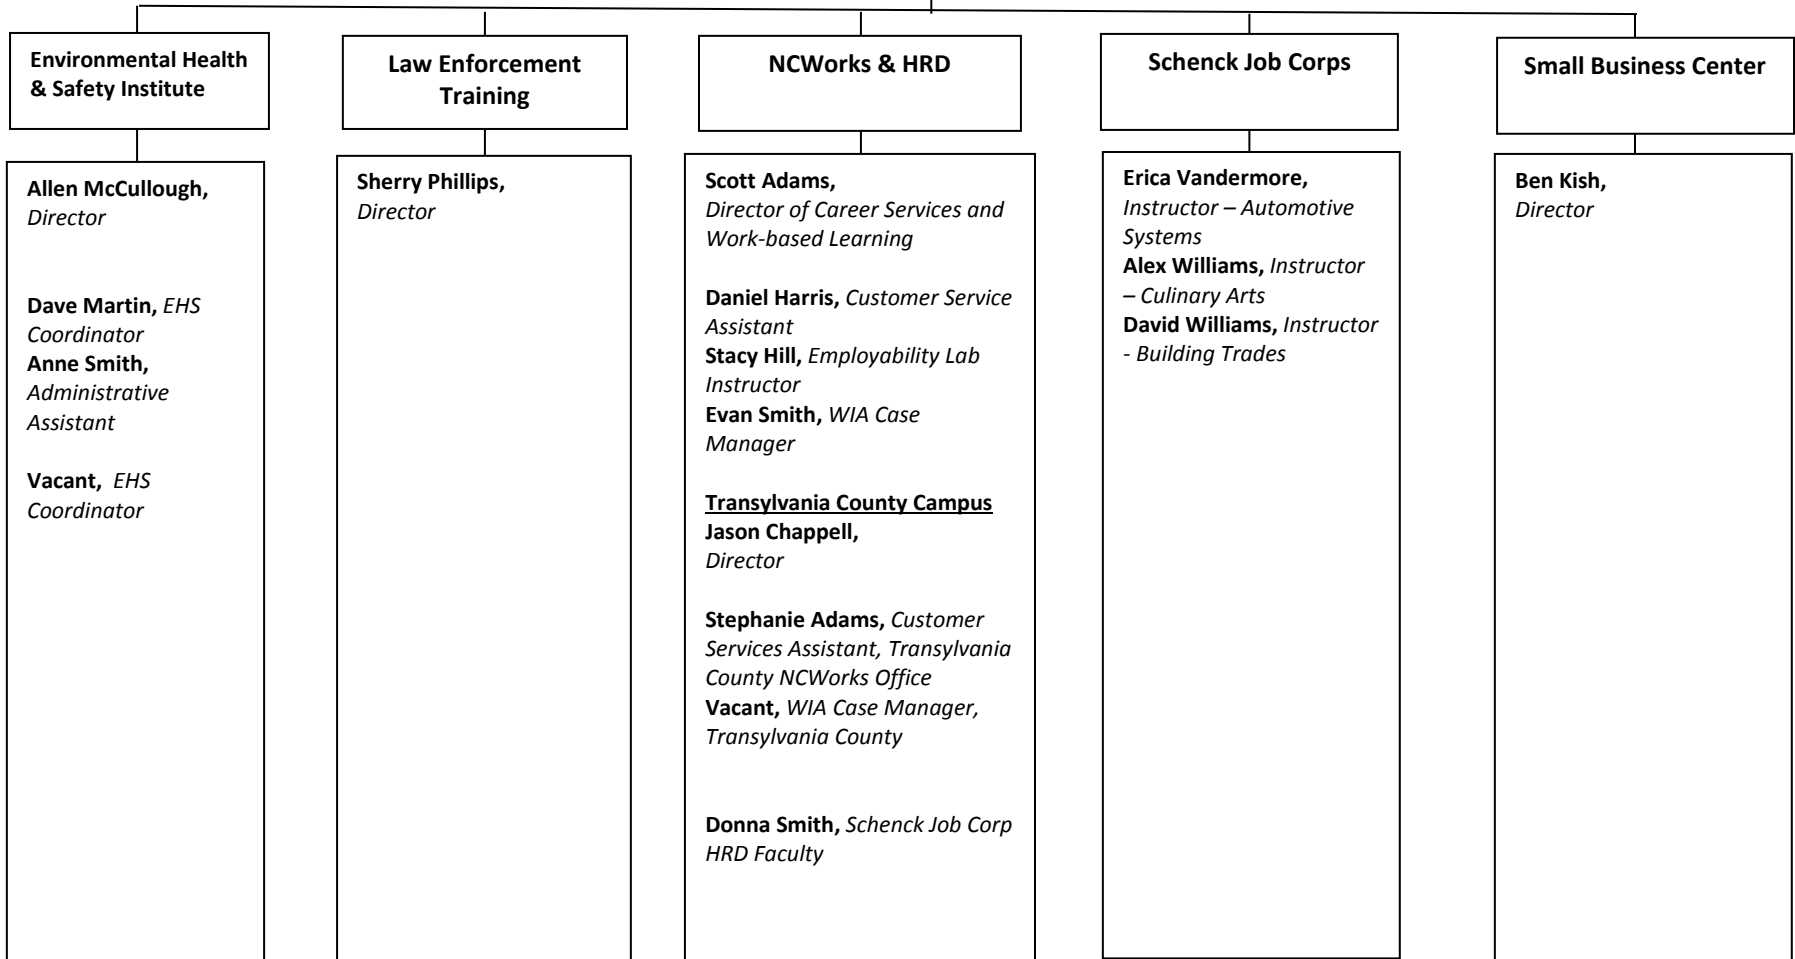 Environmental Health
& Safety Institute
Law Enforcement
Training
NCWorks & HRD
Schenck Job Corps
Small Business Center
Allen McCullough,
Director
Dave Martin, EHS
Coordinator
Anne Smith,
Administrative
Assistant
Vacant, EHS
Coordinator
Sherry Phillips,
Director
Scott Adams,
Director of Career Services and
Work-based Learning
Daniel Harris, Customer Service
Assistant
Stacy Hill, Employability Lab
Instructor
Evan Smith, WIA Case
Manager
Transylvania County Campus
Jason Chappell,
Director
Stephanie Adams, Customer
Services Assistant, Transylvania
County NCWorks Office
Vacant, WIA Case Manager,
Transylvania County
Donna Smith, Schenck Job Corp
HRD Faculty
Erica Vandermore,
Instructor – Automotive
Systems
Alex Williams, Instructor
– Culinary Arts
David Williams, Instructor
- Building Trades
Ben Kish,
Director